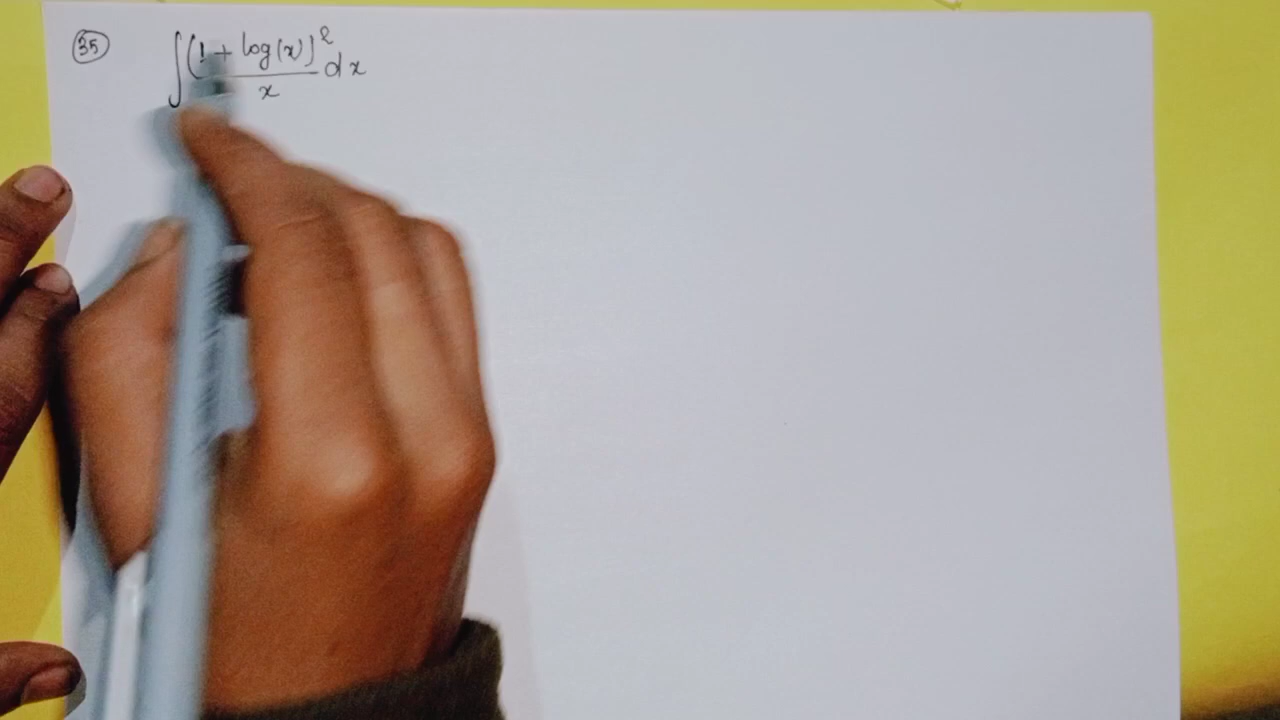 35 ∫ (1 + log(x))² / x dx